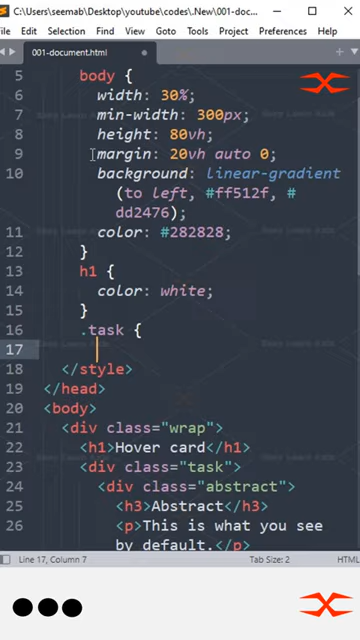 C:\Users\seemab\Desktop\youtube\codes\.New\001-doc...
File Edit Selection Find View Goto Tools Project Preferences Help
001-document.html
5 body {
6 width: 30%;
7 min-width: 300px;
8 height: 80vh;
9 margin: 20vh auto 0;
10 background: linear-gradient
(to left, #ff512f, #
dd2476);
11 color: #282828;
12 }
13 h1 {
14 color: white;
15 }
16 .task {
17
18 </style>
19 </head>
20 <body>
21 <div class="wrap">
22 <h1>Hover card</h1>
23 <div class="task">
24 <div class="abstract">
25 <h3>Abstract</h3>
26 <p>This is what you see
by default.</p>
Line 17, Column 7 Tab Size: 2 HTML